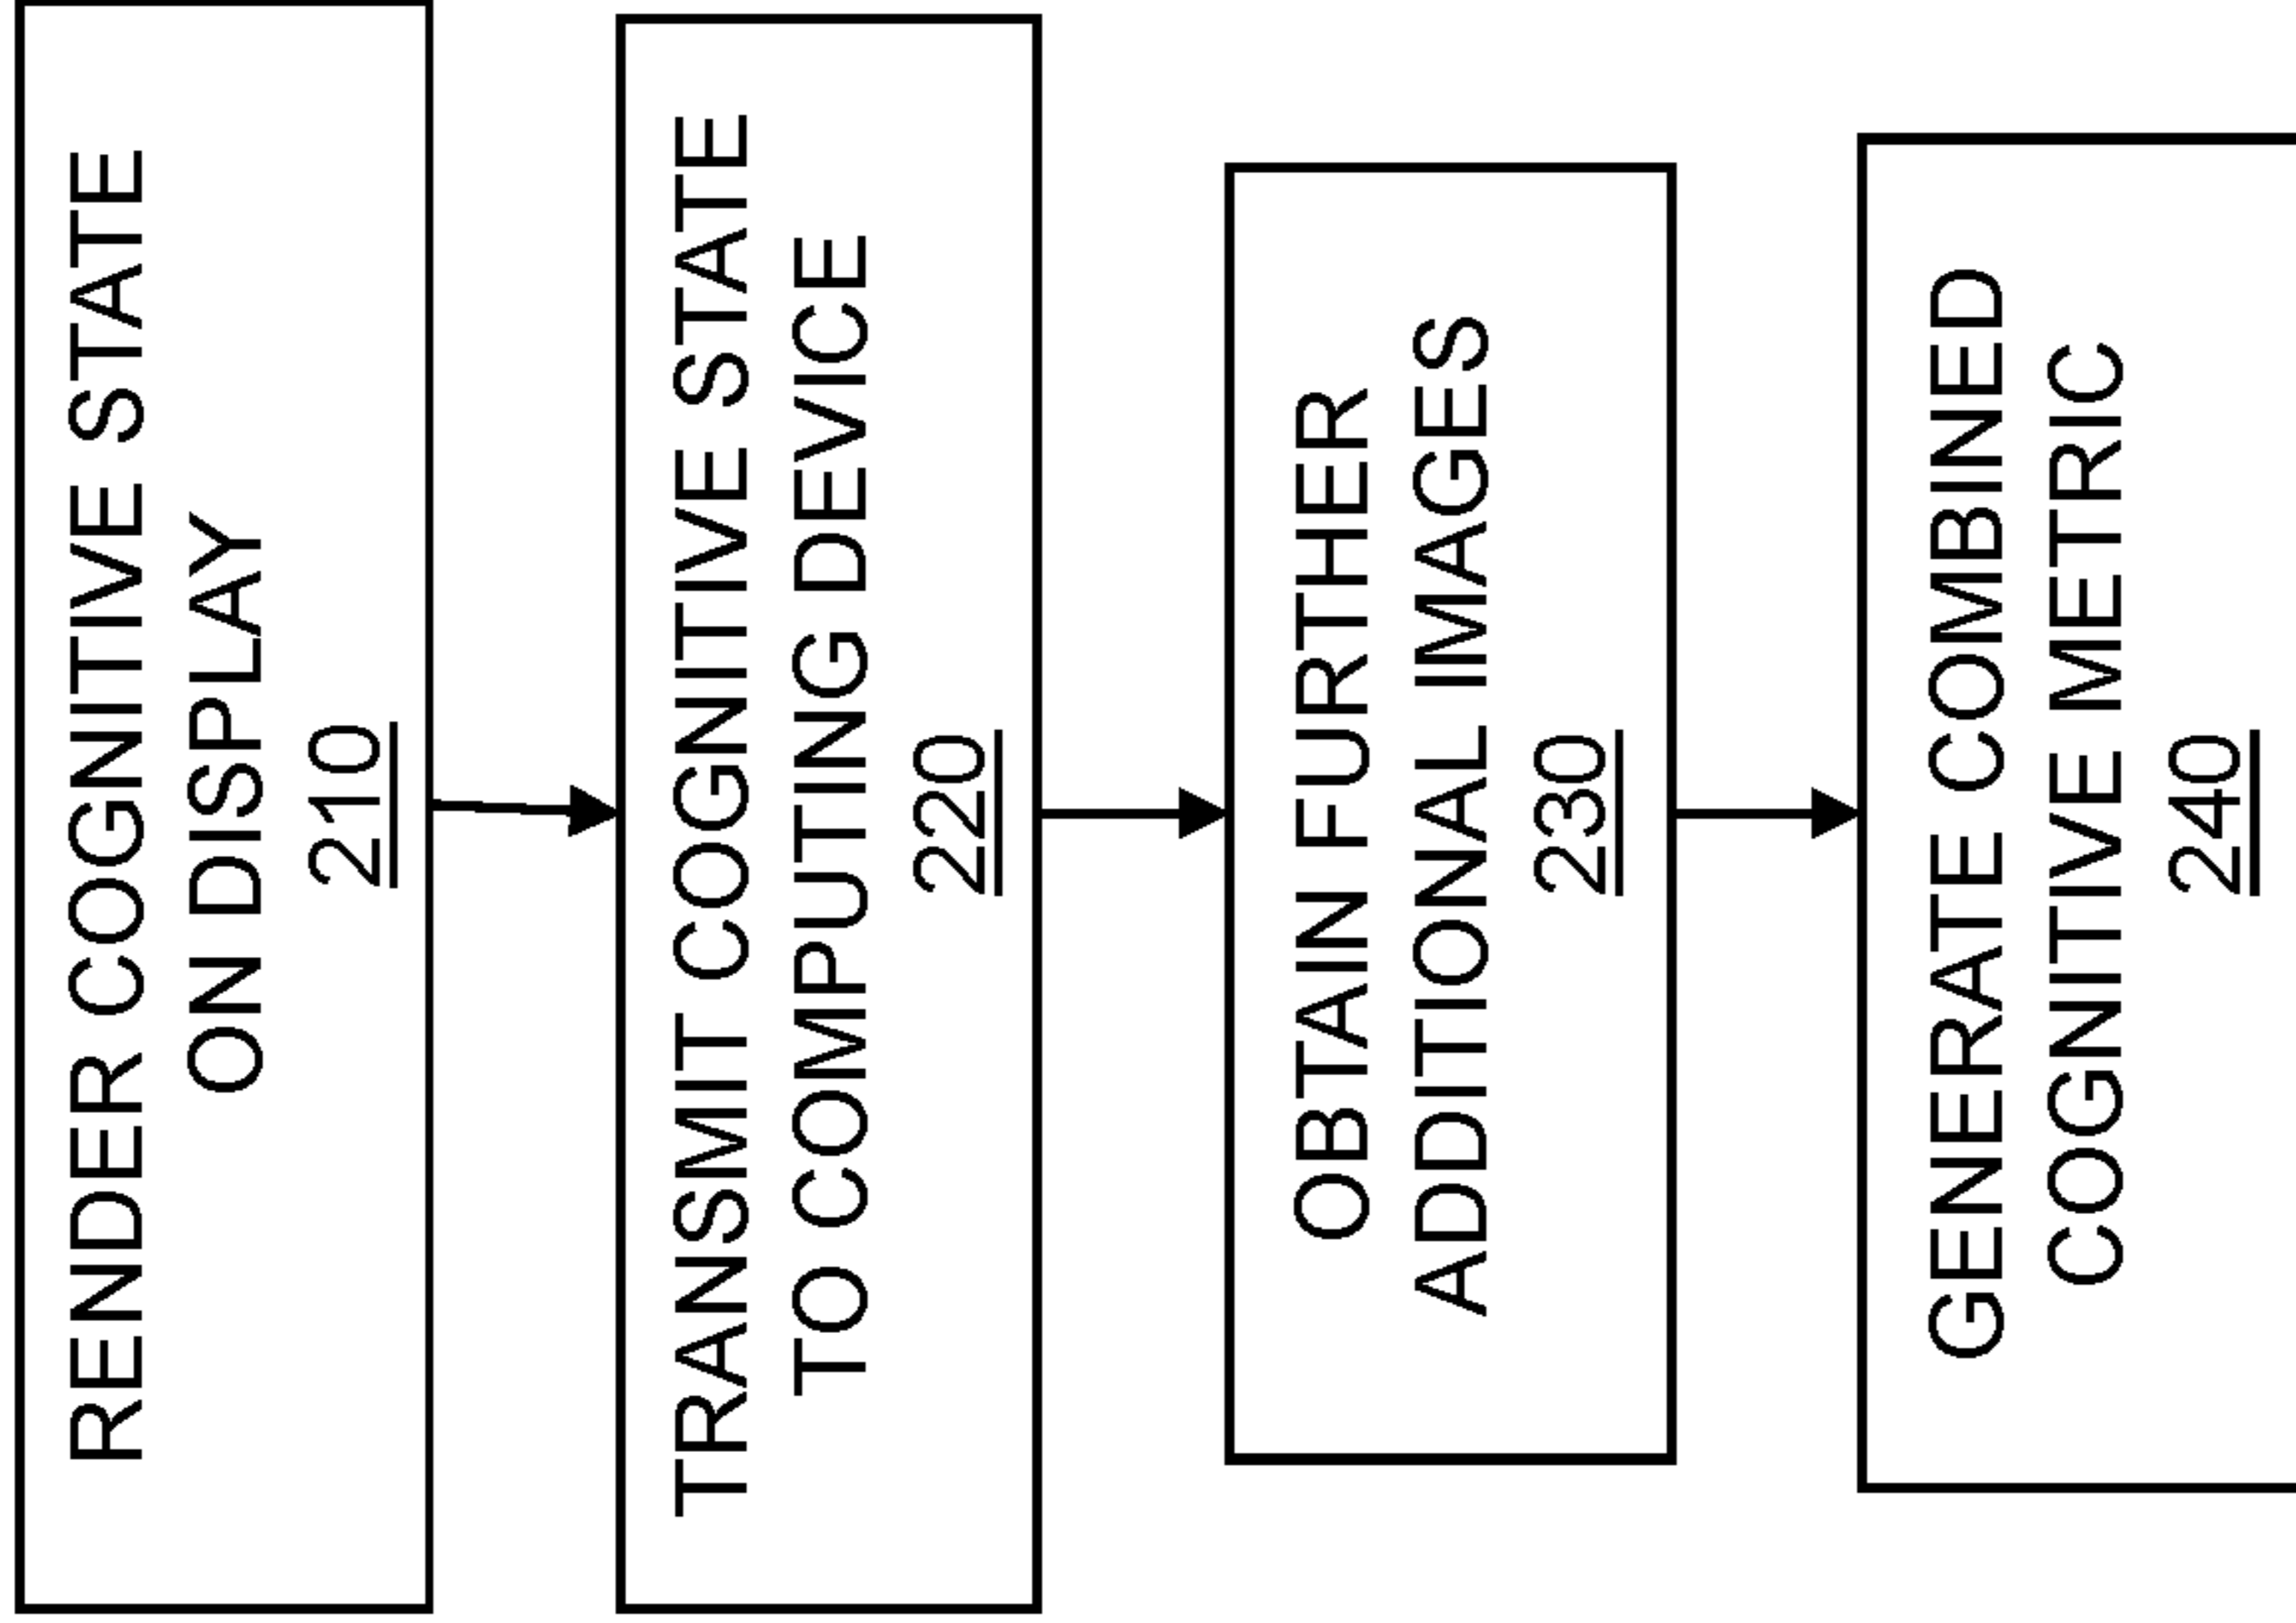 RENDER COGNITIVE STATE
ON DISPLAY
210
TRANSMIT COGNITIVE STATE
TO COMPUTING DEVICE
220
OBTAIN FURTHER
ADDITIONAL IMAGES
230
GENERATE COMBINED
COGNITIVE METRIC
240